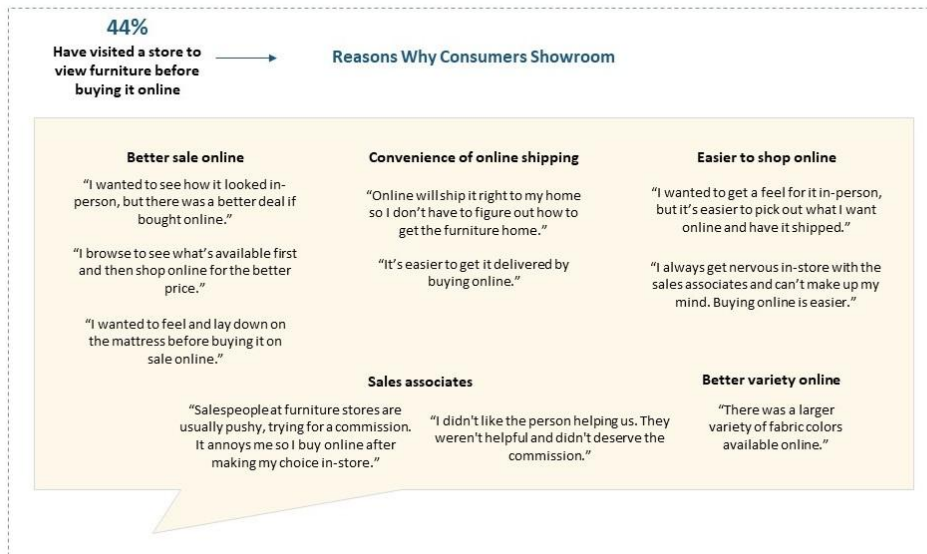 44%
Have visited a store to
view furniture before
buying it online
Reasons Why Consumers Showroom
Better sale online
“I wanted to see how it looked in-
person, but there was a better deal if
bought online.”
“I browse to see what’s available first
and then shop online for the better
price.”
“I wanted to feel and lay down on
the mattress before buying it on
sale online.”
Convenience of online shipping
“Online will ship it right to my home
so I don’t have to figure out how to
get the furniture home.”
“It’s easier to get it delivered by
buying online.”
Easier to shop online
“I wanted to get a feel for it in-person,
but it’s easier to pick out what I want
online and have it shipped.”
“I always get nervous in-store with the
sales associates and can’t make up my
mind. Buying online is easier.”
Sales associates
“Salespeople at furniture stores are
usually pushy, trying for a commission.
It annoys me so I buy online after
making my choice in-store.”
“I didn't like the person helping us. They
weren't helpful and didn't deserve the
commission.”
Better variety online
“There was a larger
variety of fabric colors
available online.”